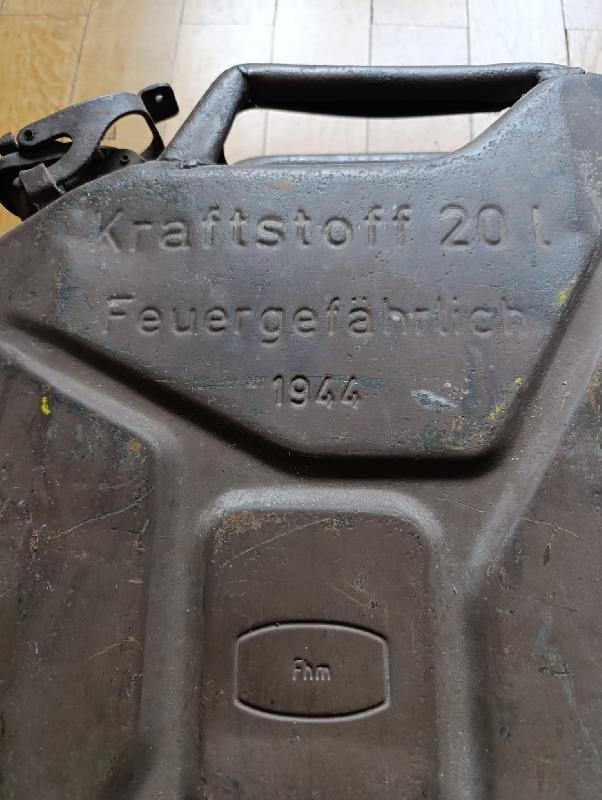 Kraftstoff 20 l
Feuergefährlich
1944
Fhm